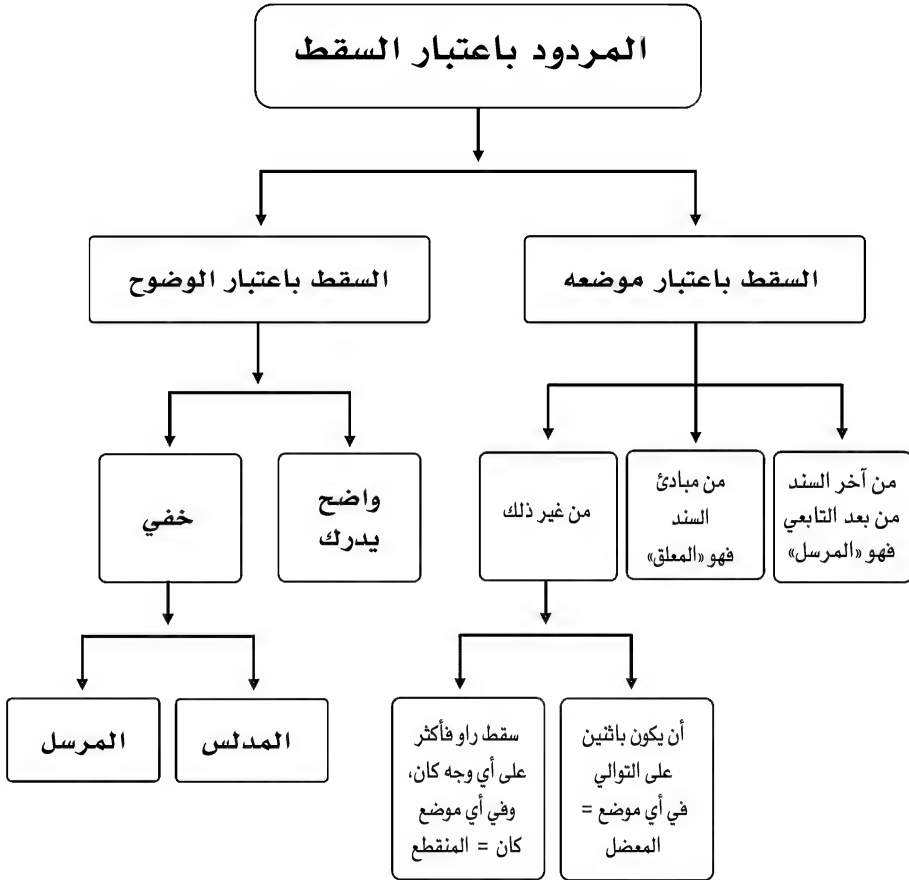 المردود باعتبار السقط
السقط باعتبار موضعه
السقط باعتبار الوضوح
من آخر السند
من بعد التابعي
فهو «المرسل»
من مبادئ
السند
فهو «المعلق»
من غير ذلك
واضح
يدرك
خفي
أن يكون باثنين
على التوالي
في أي موضع =
المعضل
سقط راو فأكثر
على أي وجه كان،
وفي أي موضع
كان = المنقطع
المدلس
المرسل